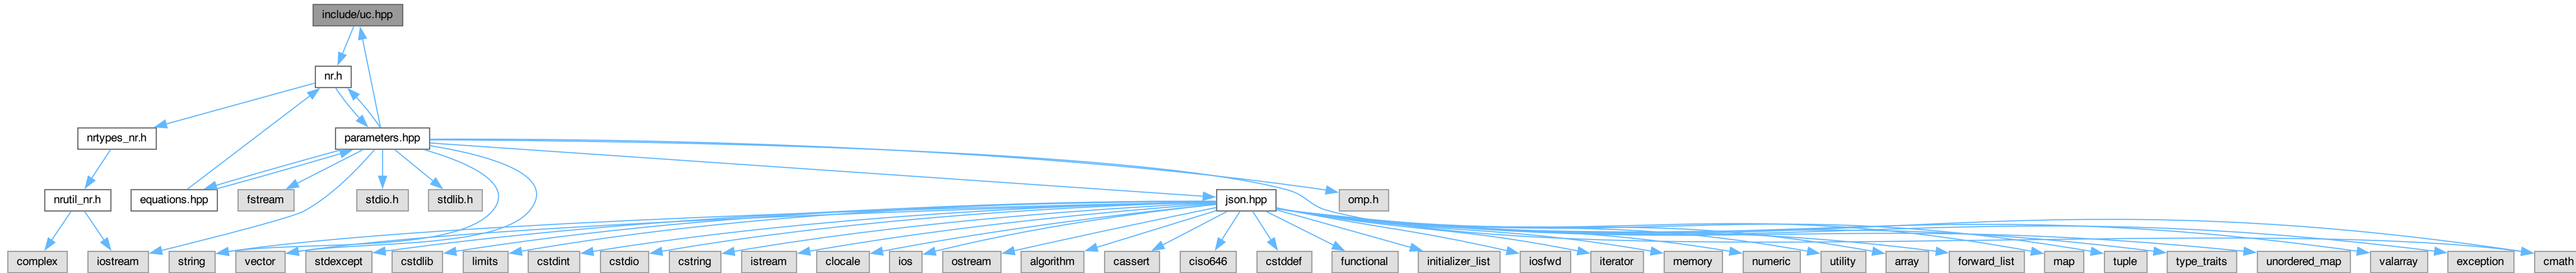 include/uc.hpp
nr.h
nrtypes_nr.h
parameters.hpp
nrutil_nr.h
equations.hpp
fstream
stdio.h
stdlib.h
json.hpp
omp.h
complex
iostream
string
vector
stdexcept
cstdlib
limits
cstdint
cstdio
cstring
istream
clocale
ios
ostream
algorithm
cassert
ciso646
cstddef
functional
initializer_list
iosfwd
iterator
memory
numeric
utility
array
forward_list
map
tuple
type_traits
unordered_map
valarray
exception
cmath